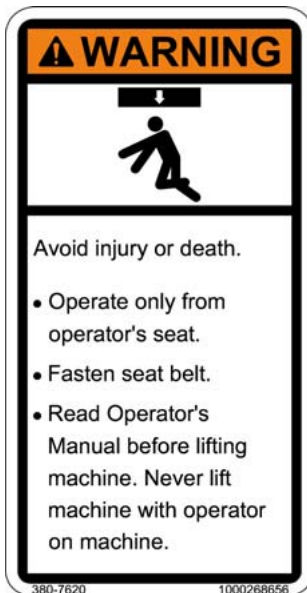 WARNING
Avoid injury or death.
• Operate only from
operator's seat.
• Fasten seat belt.
• Read Operator's
Manual before lifting
machine. Never lift
machine with operator
on machine.
380-7620 1000268656